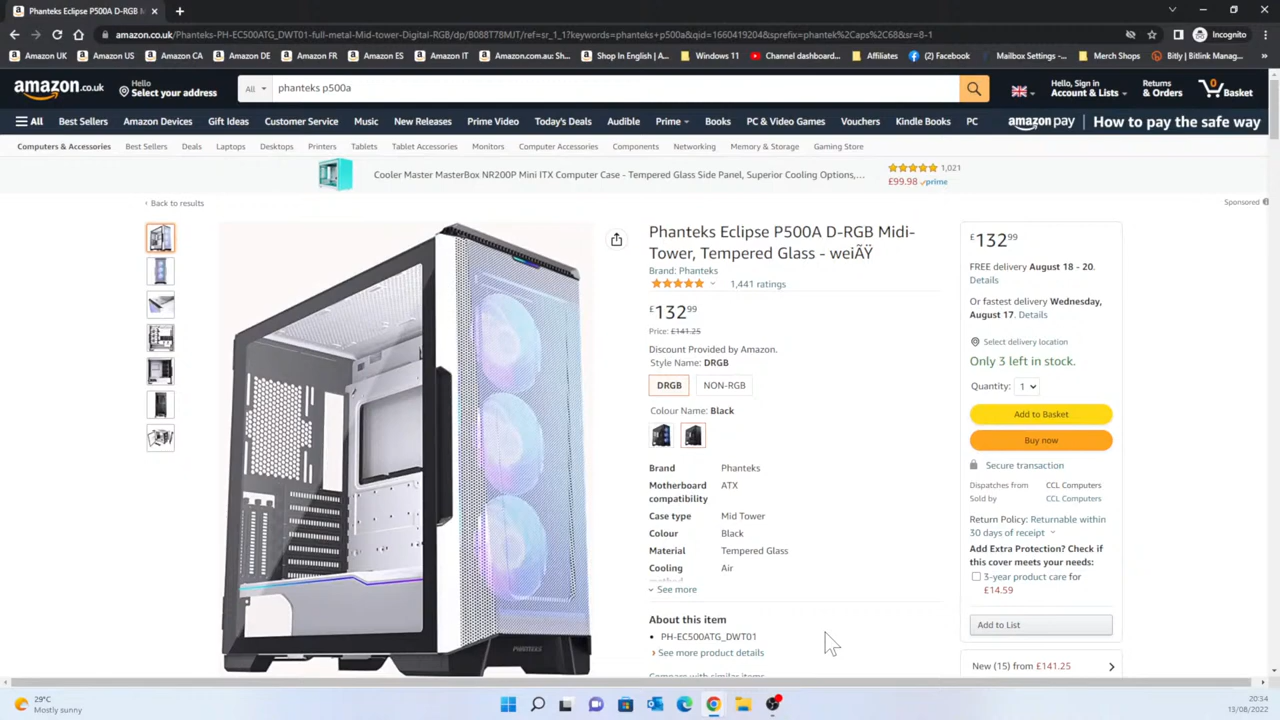 Phanteks Eclipse P500A D-RGB M
amazon.co.uk/Phanteks-PH-EC500ATG_DWT01-full-metal-Mid-tower-Digital-RGB/dp/B088T78MJT/ref=sr_1_1?keywords=phanteks+p500a&qid=1660419204&sprefix=phantek%2Caps%2C68&sr=8-1
Incognito
Amazon UK
Amazon US
Amazon CA
Amazon DE
Amazon FR
Amazon ES
Amazon IT
Amazon.com.au: Sh...
Shop In English | A...
Windows 11
Channel dashboard...
Affiliates
(2) Facebook
Mailbox Settings -...
Merch Shops
Bitly | Bitlink Manag...
amazon.co.uk
Hello
Select your address
All
phanteks p500a
Hello, Sign in
Account & Lists
Returns
& Orders
0
Basket
All
Best Sellers
Amazon Devices
Gift Ideas
Customer Service
Music
New Releases
Prime Video
Today's Deals
Audible
Prime
Books
PC & Video Games
Vouchers
Kindle Books
PC
amazon pay
How to pay the safe way
Computers & Accessories
Best Sellers
Deals
Laptops
Desktops
Printers
Tablets
Tablet Accessories
Monitors
Computer Accessories
Components
Networking
Memory & Storage
Gaming Store
Cooler Master MasterBox NR200P Mini ITX Computer Case - Tempered Glass Side Panel, Superior Cooling Options,...
1,021
£99.98 prime
‹ Back to results
Sponsored
Phanteks Eclipse P500A D-RGB Midi-
Tower, Tempered Glass - weiÃŸ
Brand: Phanteks
1,441 ratings
£132⁹⁹
Price: £141.25
Discount Provided by Amazon.
Style Name: DRGB
DRGB
NON-RGB
Colour Name: Black
Brand Phanteks
Motherboard ATX
compatibility
Case type Mid Tower
Colour Black
Material Tempered Glass
Cooling Air
method
See more
About this item
• PH-EC500ATG_DWT01
› See more product details
Compare with similar items
PHANTEKS
£132⁹⁹
FREE delivery August 18 - 20.
Details
Or fastest delivery Wednesday,
August 17. Details
Select delivery location
Only 3 left in stock.
Quantity: 1
Add to Basket
Buy now
Secure transaction
Dispatches from CCL Computers
Sold by CCL Computers
Return Policy: Returnable within
30 days of receipt
Add Extra Protection? Check if
this cover meets your needs:
3-year product care for
£14.59
Add to List
New (15) from £141.25
29°C
Mostly sunny
20:34
13/08/2022